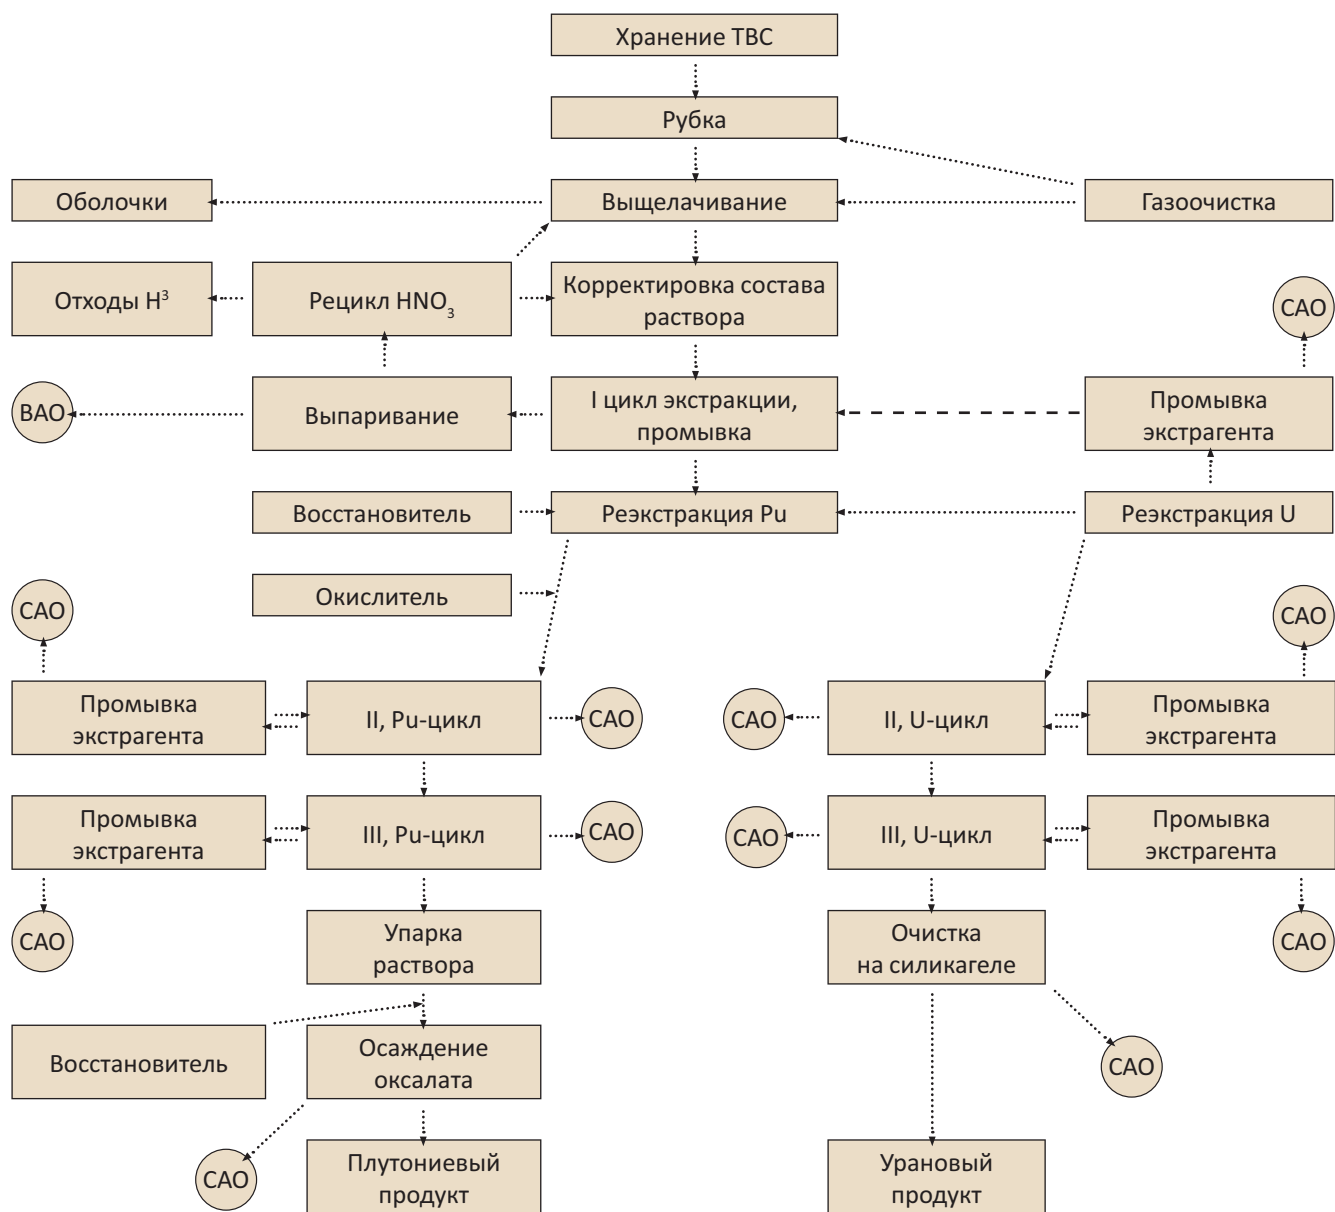 Хранение ТВС
Рубка
Оболочки
Выщелачивание
Газоочистка
Отходы H³
Рецикл HNO₃
Корректировка состава
раствора
САО
ВАО
Выпаривание
I цикл экстракции,
промывка
Промывка
экстрагента
Восстановитель
Реэкстракция Pu
Реэкстракция U
Окислитель
САО
САО
Промывка
экстрагента
II, Pu-цикл
САО
САО
II, U-цикл
Промывка
экстрагента
Промывка
экстрагента
III, Pu-цикл
САО
САО
III, U-цикл
Промывка
экстрагента
САО
Упарка
раствора
Очистка
на силикагеле
САО
Восстановитель
Осаждение
оксалата
САО
САО
Плутониевый
продукт
Урановый
продукт